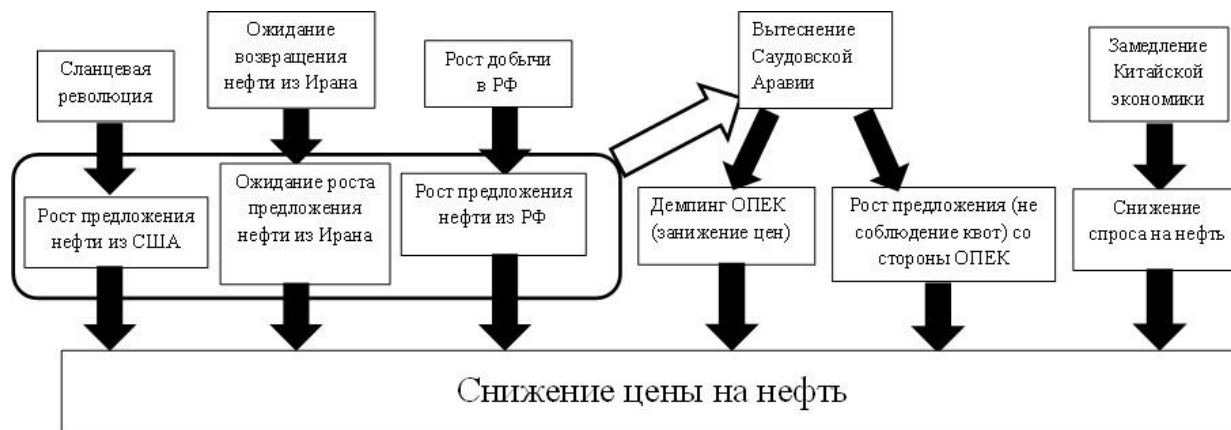 Сланцевая
революция
Ожидание
возвращения
нефти из Ирана
Рост добычи
в РФ
Вытеснение
Саудовской
Аравии
Замедление
Китайской
экономики
Рост предложения
нефти из США
Ожидание роста
предложения
нефти из Ирана
Рост предложения
нефти из РФ
Демпинг ОПЕК
(занижение цен)
Рост предложения (не
соблюдение квот) со
стороны ОПЕК
Снижение
спроса на нефть
Снижение цены на нефть